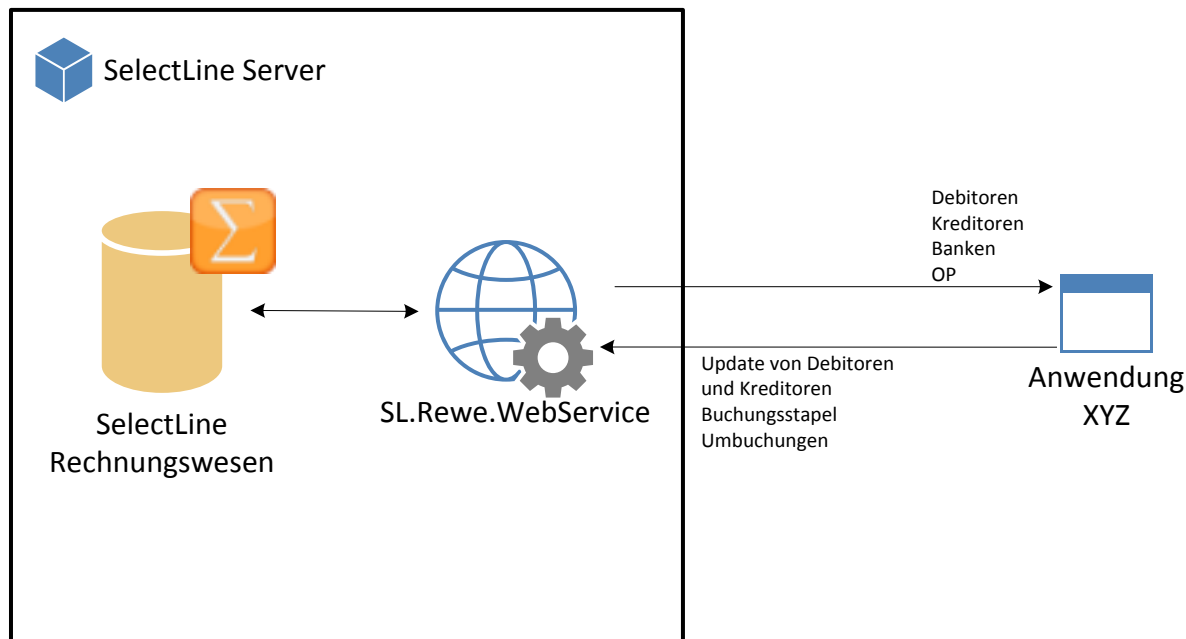 SelectLine Server
Σ
Debitoren
Kreditoren
Banken
OP
Update von Debitoren
und Kreditoren
Buchungsstapel
Umbuchungen
SelectLine
Rechnungswesen
SL.Rewe.WebService
Anwendung
XYZ